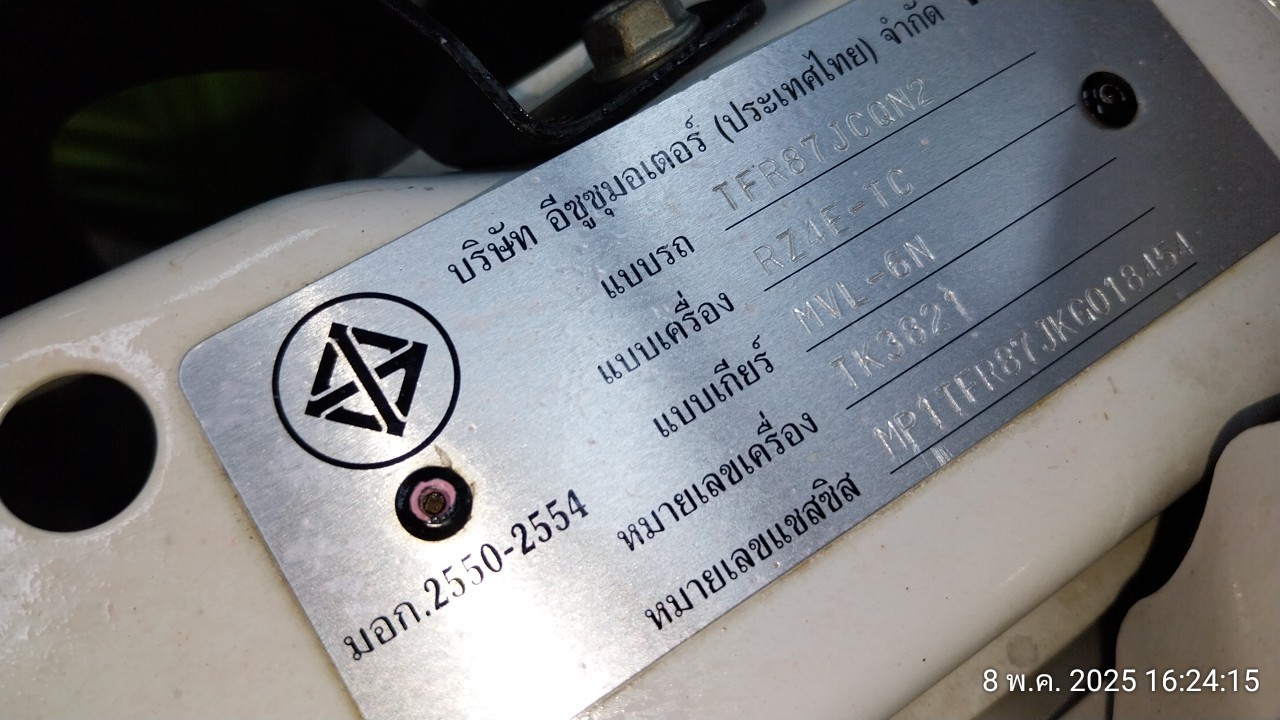 บริษัท อีซูซุมอเตอร์ (ประเทศไทย) จำกัด
แบบรถ TFR87JCQN2
แบบเครื่อง RZ4E-TC
แบบเกียร์ MVL-6N
หมายเลขเครื่อง TK3821
หมายเลขแชสซิส MP1TFR87JKG018454
มอก.2550-2554
8 พ.ค. 2025 16:24:15